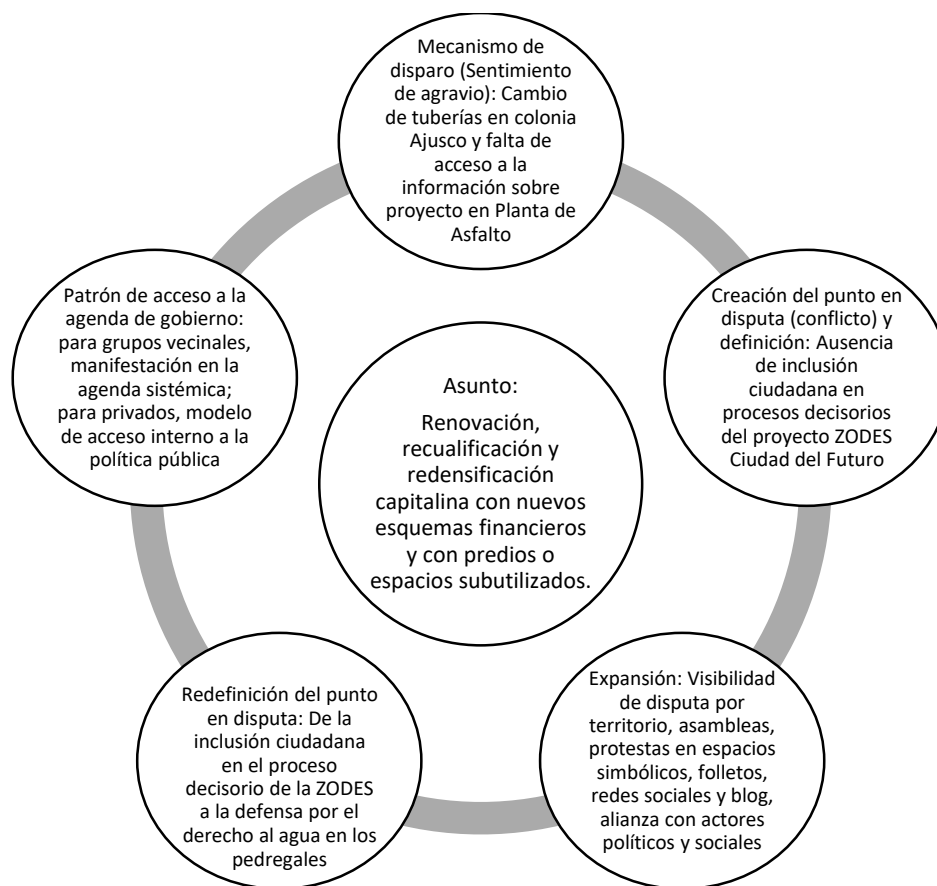 Mecanismo de
disparo (Sentimiento
de agravio): Cambio
de tuberías en colonia
Ajusco y falta de
acceso a la
información sobre
proyecto en Planta de
Asfalto
Creación del punto en
disputa (conflicto) y
definición: Ausencia
de inclusión
ciudadana en
procesos decisorios
del proyecto ZODES
Ciudad del Futuro
Expansión: Visibilidad
de disputa por
territorio, asambleas,
protestas en espacios
simbólicos, folletos,
redes sociales y blog,
alianza con actores
políticos y sociales
Redefinición del punto
en disputa: De la
inclusión ciudadana
en el proceso
decisorio de la ZODES
a la defensa por el
derecho al agua en los
pedregales
Patrón de acceso a la
agenda de gobierno:
para grupos vecinales,
manifestación en la
agenda sistémica;
para privados, modelo
de acceso interno a la
política pública
Asunto:
Renovación,
recualificación y
redensificación
capitalina con nuevos
esquemas financieros
y con predios o
espacios subutilizados.